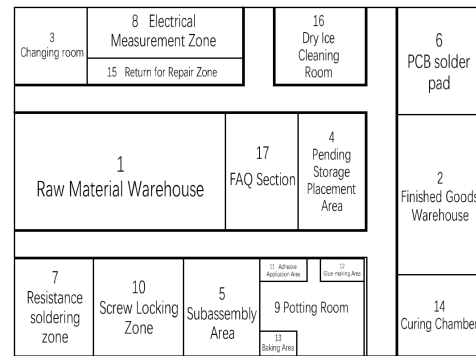 3
Changing room
8 Electrical
Measurement Zone
15 Return for Repair Zone
16
Dry Ice
Cleaning
Room
6
PCB solder
pad
1
Raw Material Warehouse
17
FAQ Section
4
Pending
Storage
Placement
Area
2
Finished Goods
Warehouse
7
Resistance
soldering
zone
10
Screw Locking
Zone
5
Subassembly
Area
11 Adhesive
Application Area
12
Glue-making Area
9 Potting Room
13
Baking Area
14
Curing Chamber